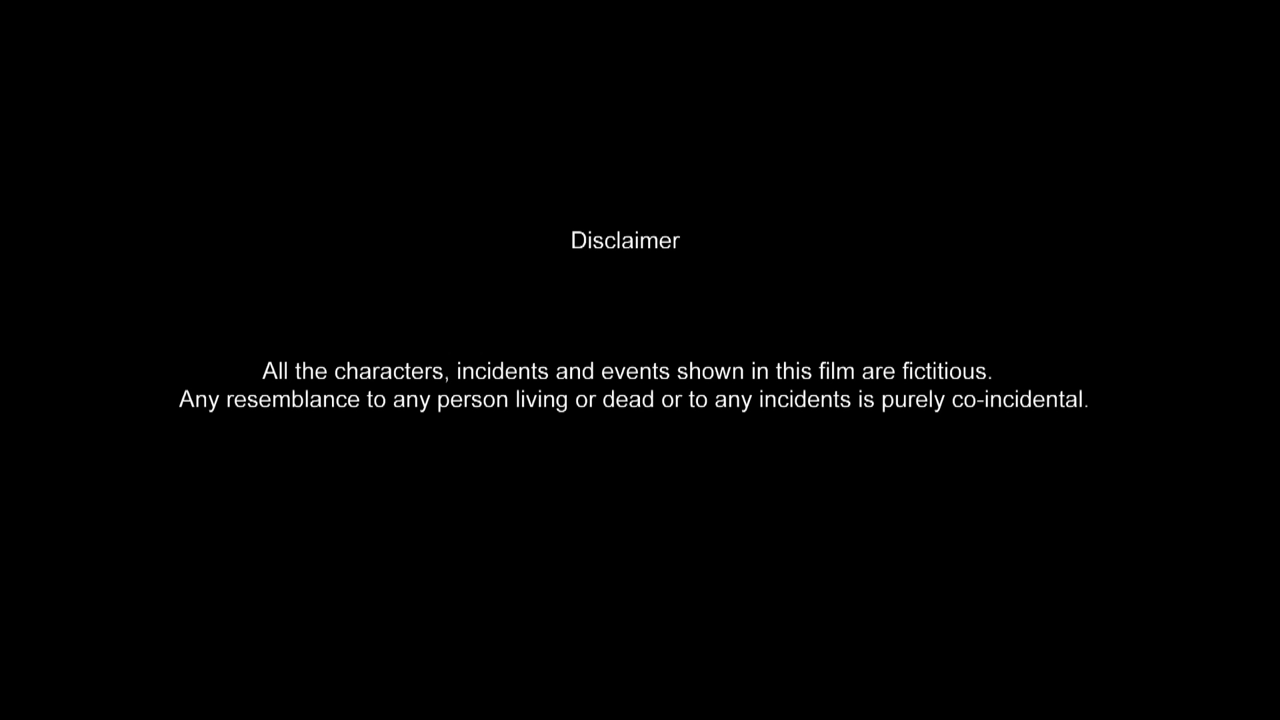 Disclaimer
All the characters, incidents and events shown in this film are fictitious.
Any resemblance to any person living or dead or to any incidents is purely co-incidental.